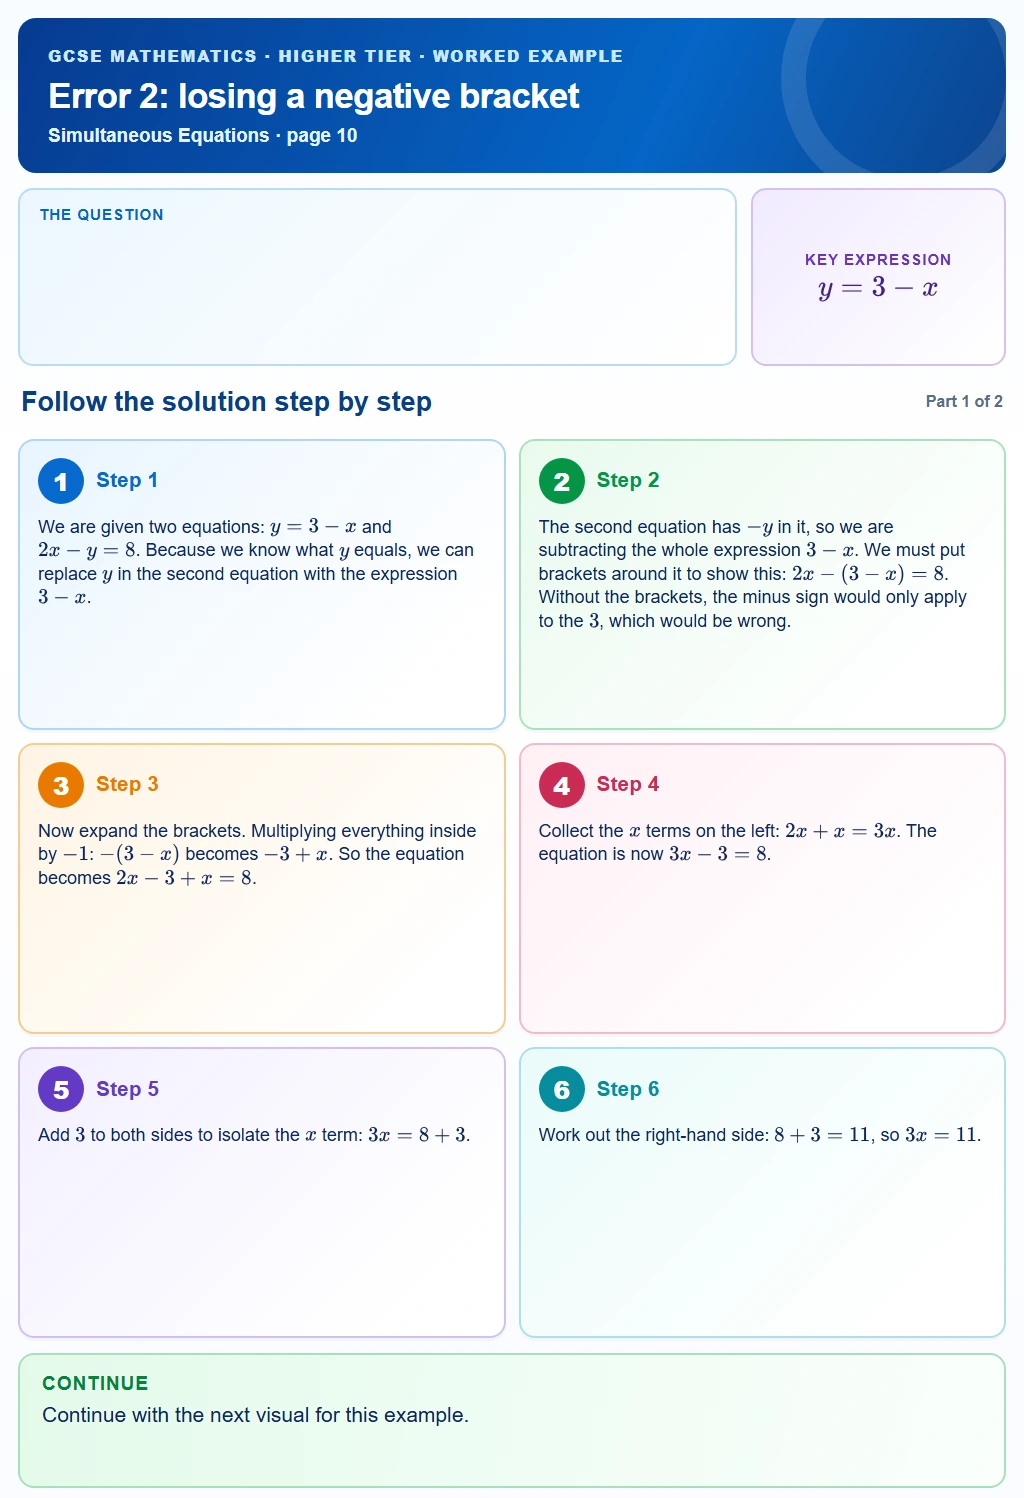 GCSE MATHEMATICS · HIGHER TIER · WORKED EXAMPLE
Error 2: losing a negative bracket
Simultaneous Equations · page 10
THE QUESTION
KEY EXPRESSION
y = 3 − x
Follow the solution step by step
Part 1 of 2
1 Step 1
We are given two equations: y = 3 − x and
2x − y = 8. Because we know what y equals, we can
replace y in the second equation with the expression
3 − x.
2 Step 2
The second equation has −y in it, so we are
subtracting the whole expression 3 − x. We must put
brackets around it to show this: 2x − (3 − x) = 8.
Without the brackets, the minus sign would only apply
to the 3, which would be wrong.
3 Step 3
Now expand the brackets. Multiplying everything inside
by −1: −(3 − x) becomes −3 + x. So the equation
becomes 2x − 3 + x = 8.
4 Step 4
Collect the x terms on the left: 2x + x = 3x. The
equation is now 3x − 3 = 8.
5 Step 5
Add 3 to both sides to isolate the x term: 3x = 8 + 3.
6 Step 6
Work out the right-hand side: 8 + 3 = 11, so 3x = 11.
CONTINUE
Continue with the next visual for this example.